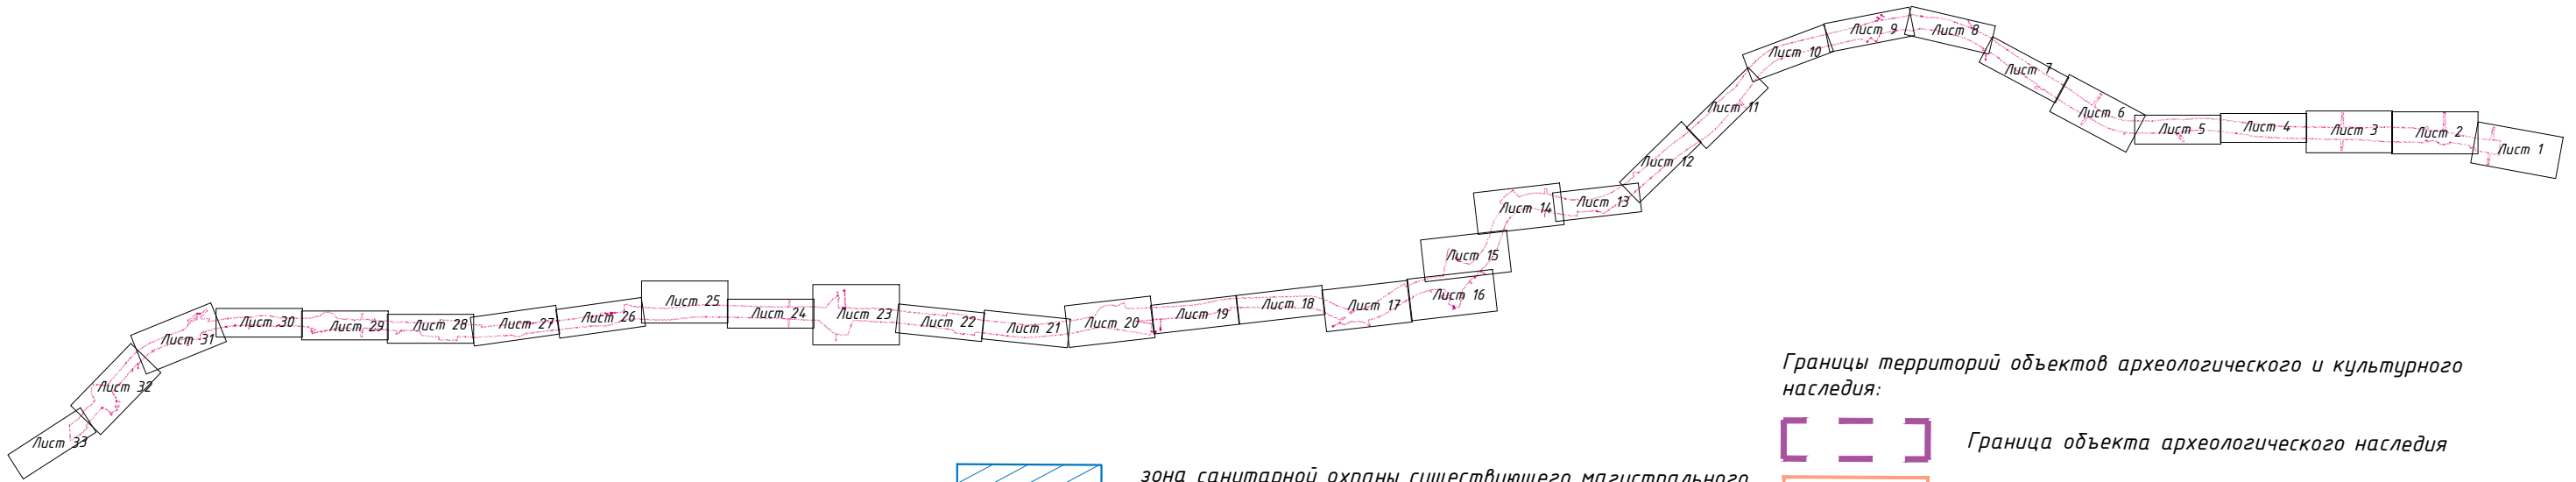 Лист 9
Лист 8
Лист 10
Лист 7
Лист 11
Лист 6
Лист 5
Лист 4
Лист 3
Лист 2
Лист 1
Лист 12
Лист 13
Лист 14
Лист 15
Лист 16
Лист 17
Лист 18
Лист 19
Лист 20
Лист 21
Лист 22
Лист 23
Лист 24
Лист 25
Лист 26
Лист 27
Лист 28
Лист 29
Лист 30
Лист 31
Лист 32
Лист 33
Границы территорий объектов археологического и культурного
наследия:
Граница объекта археологического наследия
зона санитарной охраны существующего магистрального